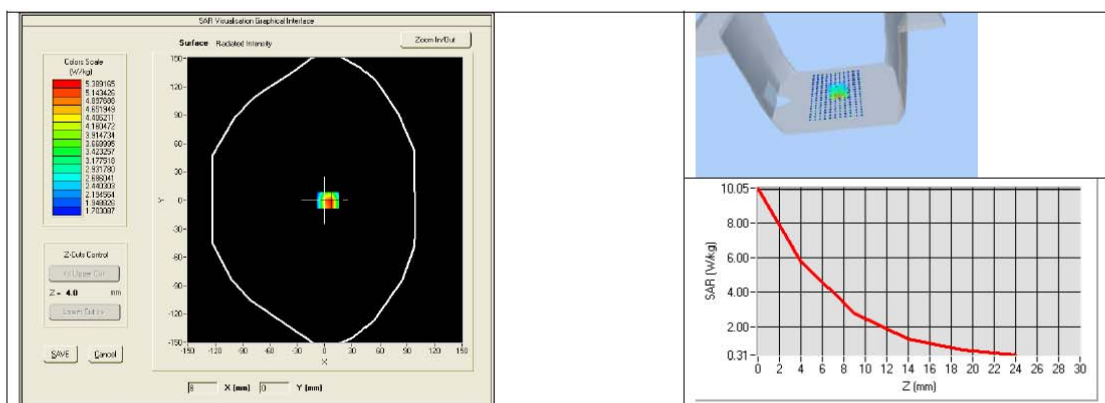 SAR Visualisation Graphical Interface
Surface Radiated Intensity
Zoom In/Out
Colors Scale
(W/kg)
5.389165
5.143426
4.897688
4.651949
4.406211
4.160472
3.914734
3.668995
3.423257
3.177518
2.931780
2.686041
2.440303
2.194564
1.948826
1.703087
150
120
90
60
30
0
-30
-60
-90
-120
-150
Y
-150 -120 -90 -60 -30 0 30 60 90 120 150
X
Z-Cuts Control
Z = 4.0 mm
SAVE Cancel
8 X (mm) 0 Y (mm)
10.05
8.00
6.00
4.00
2.00
0.31
SAR (W/kg)
0 2 4 6 8 10 12 14 16 18 20 22 24 26 28 30
Z (mm)